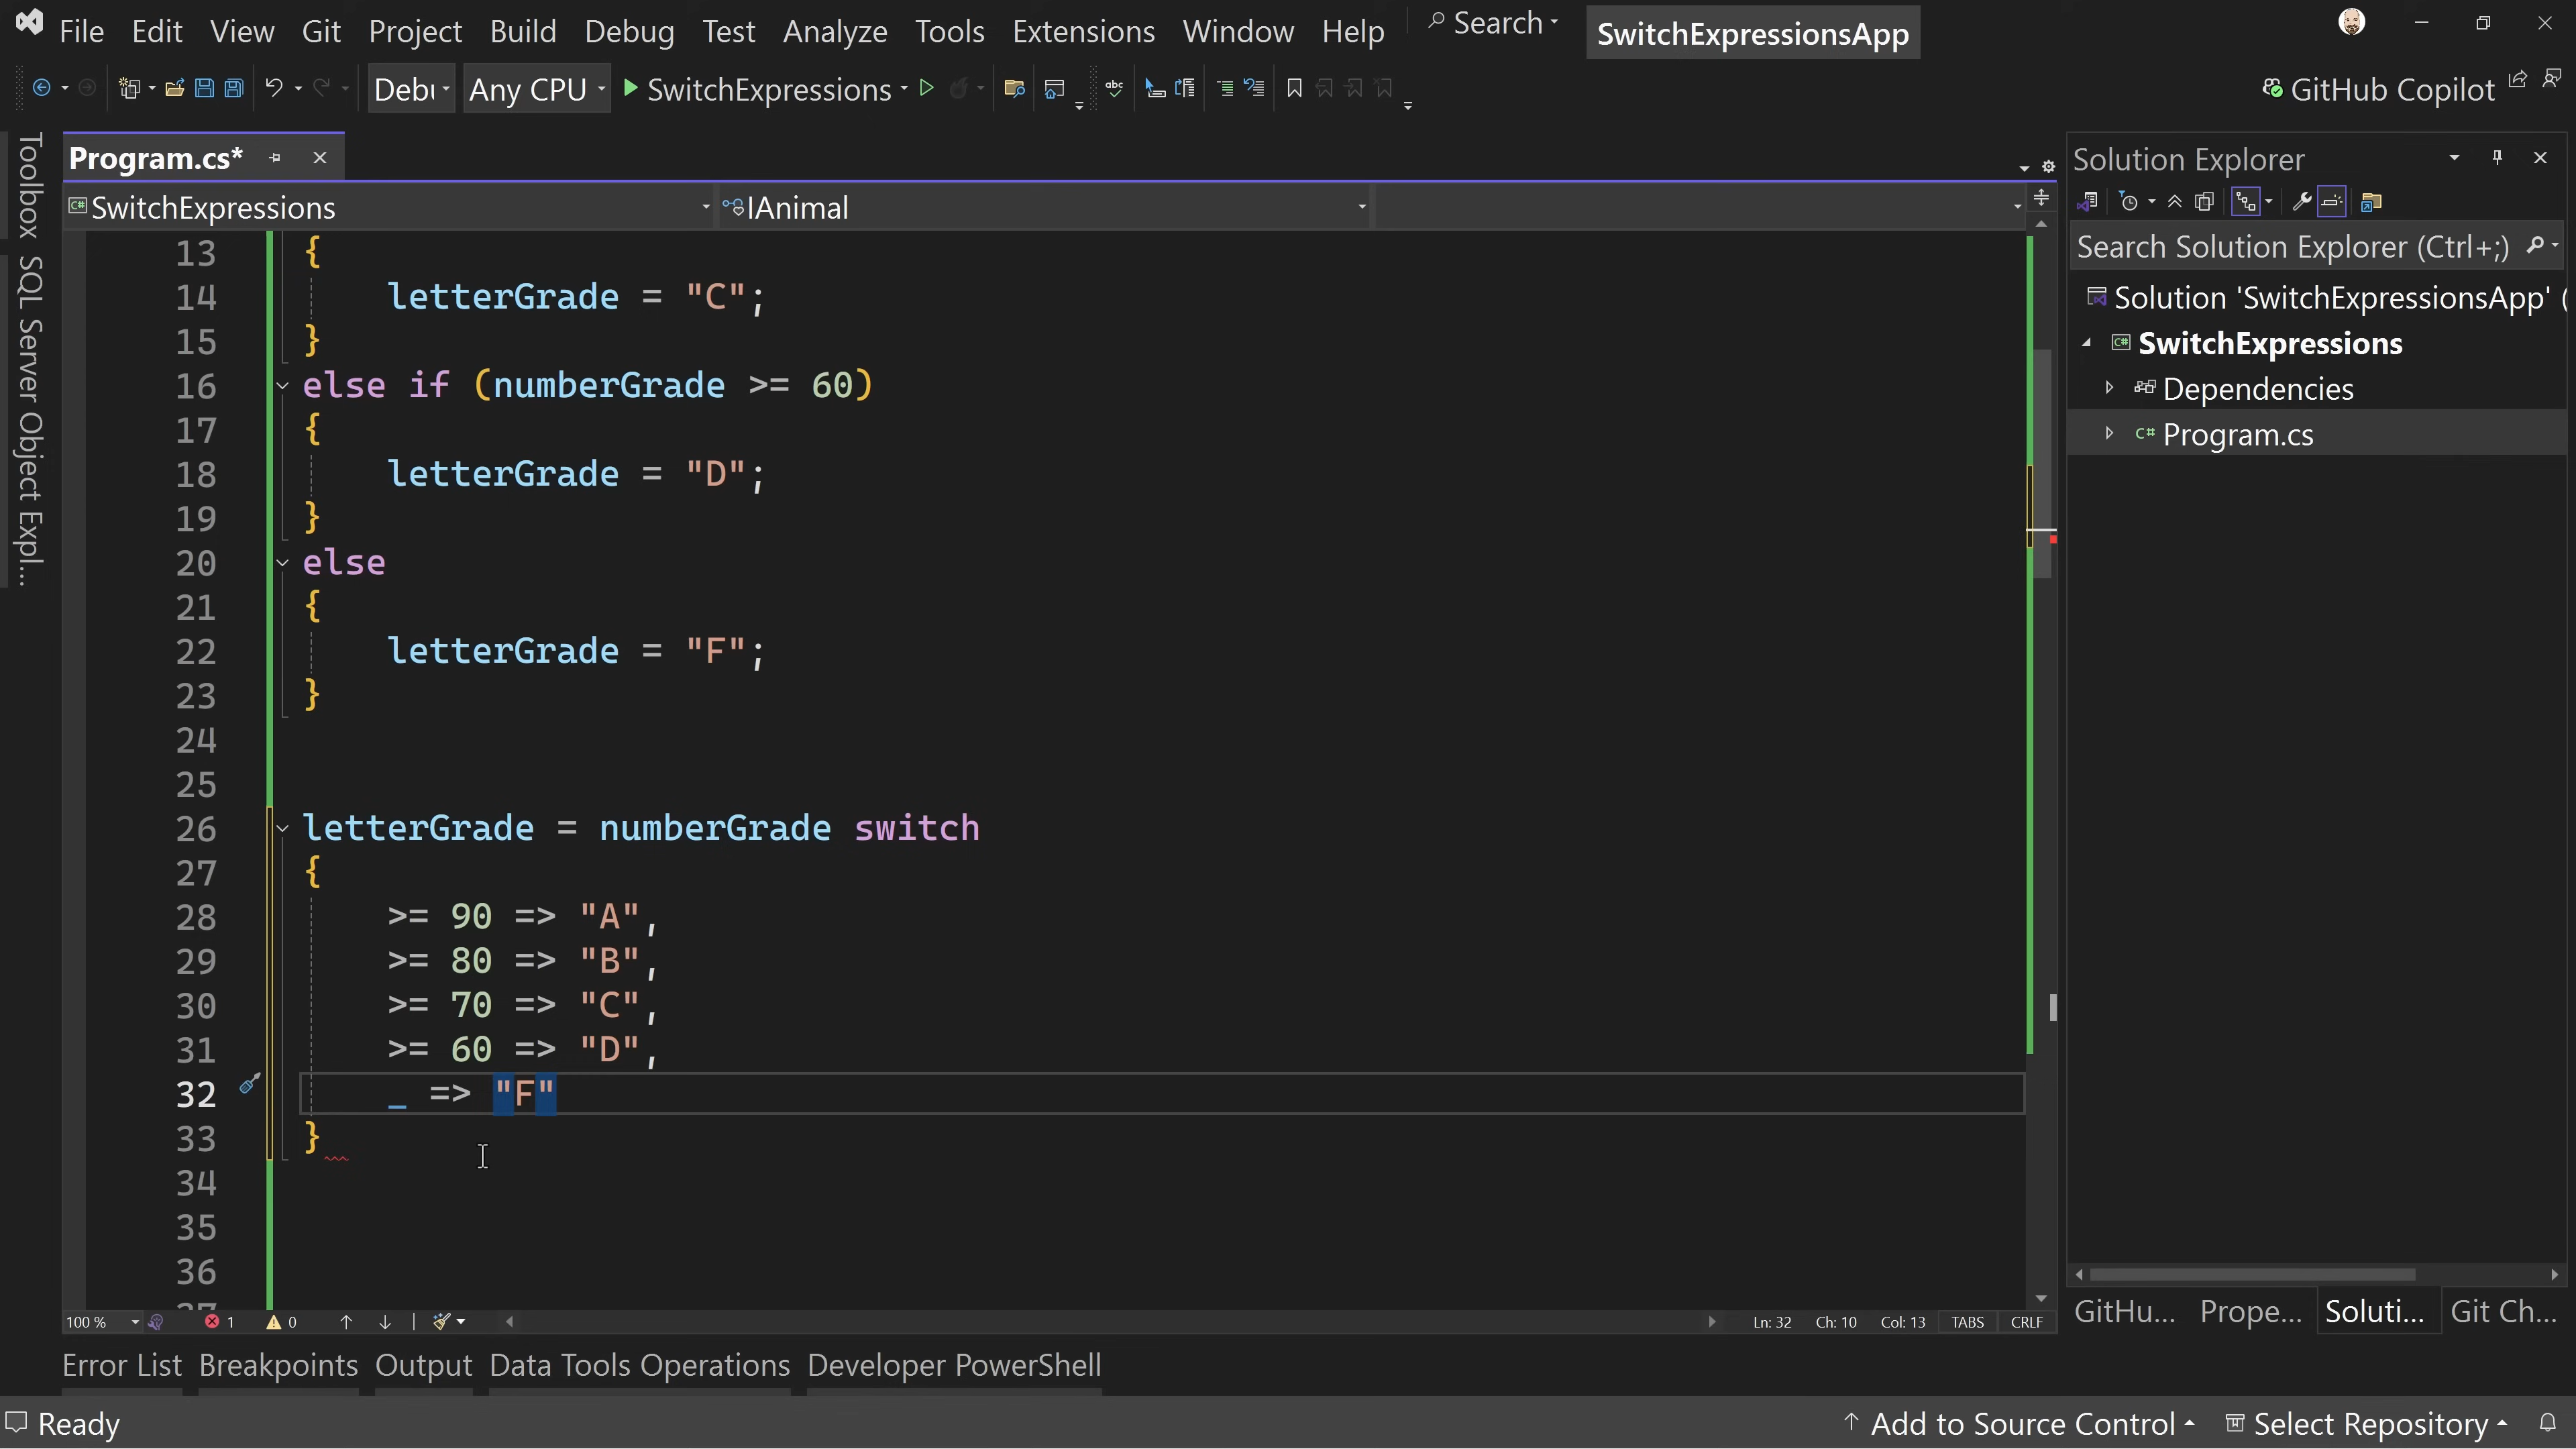 File Edit View Git Project Build Debug Test Analyze Tools Extensions Window Help Search SwitchExpressionsApp
Debu Any CPU SwitchExpressions GitHub Copilot
Toolbox
SQL Server Object Expl...
Program.cs*
SwitchExpressions IAnimal
13 {
14 letterGrade = "C";
15 }
16 else if (numberGrade >= 60)
17 {
18 letterGrade = "D";
19 }
20 else
21 {
22 letterGrade = "F";
23 }
24
25
26 letterGrade = numberGrade switch
27 {
28 >= 90 => "A",
29 >= 80 => "B",
30 >= 70 => "C",
31 >= 60 => "D",
32 _ => "F"
33 }
34
35
36
100 % 1 0 Ln: 32 Ch: 10 Col: 13 TABS CRLF
Solution Explorer
Search Solution Explorer (Ctrl+;)
Solution 'SwitchExpressionsApp' (
C# SwitchExpressions
Dependencies
C# Program.cs
GitHu... Prope... Soluti... Git Ch...
Error List Breakpoints Output Data Tools Operations Developer PowerShell
Ready Add to Source Control Select Repository